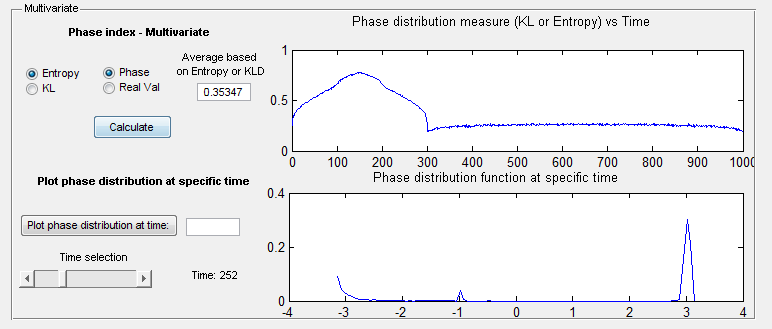 Multivariate
Phase index - Multivariate
Phase distribution measure (KL or Entropy) vs Time
Average based
on Entropy or KLD
Entropy
Phase
KL
Real Val
0.35347
Calculate
1
0.5
0
0 100 200 300 400 500 600 700 800 900 1000
Plot phase distribution at specific time
Phase distribution function at specific time
Plot phase distribution at time:
Time selection
Time: 252
0.4
0.2
0
-4 -3 -2 -1 0 1 2 3 4